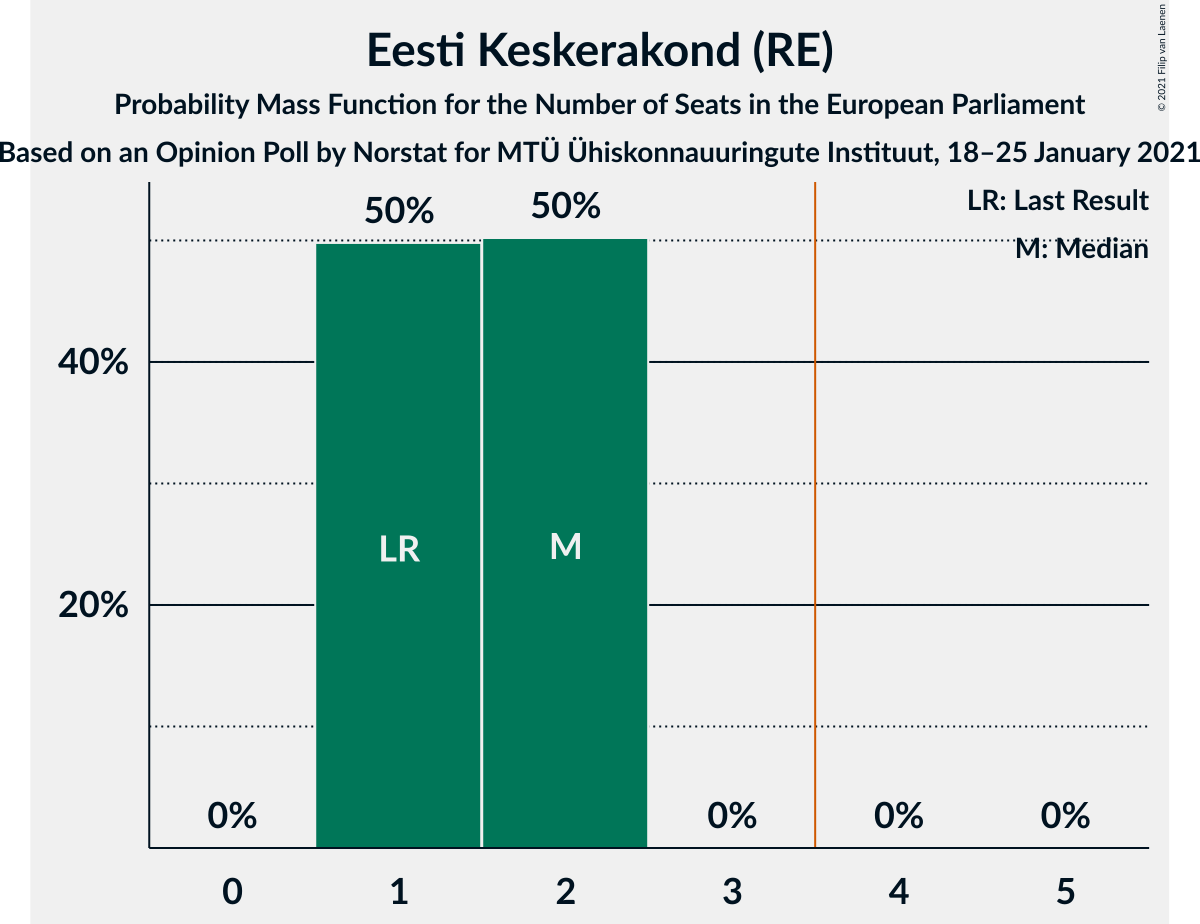 Eesti Keskerakond (RE)
Probability Mass Function for the Number of Seats in the European Parliament
Based on an Opinion Poll by Norstat for MTÜ Ühiskonnauuringute Instituut, 18–25 January 2021
© 2021 Filip van Laenen
LR: Last Result
M: Median
50%
50%
40%
20%
LR
M
0%
0%
0%
0%
0
1
2
3
4
5